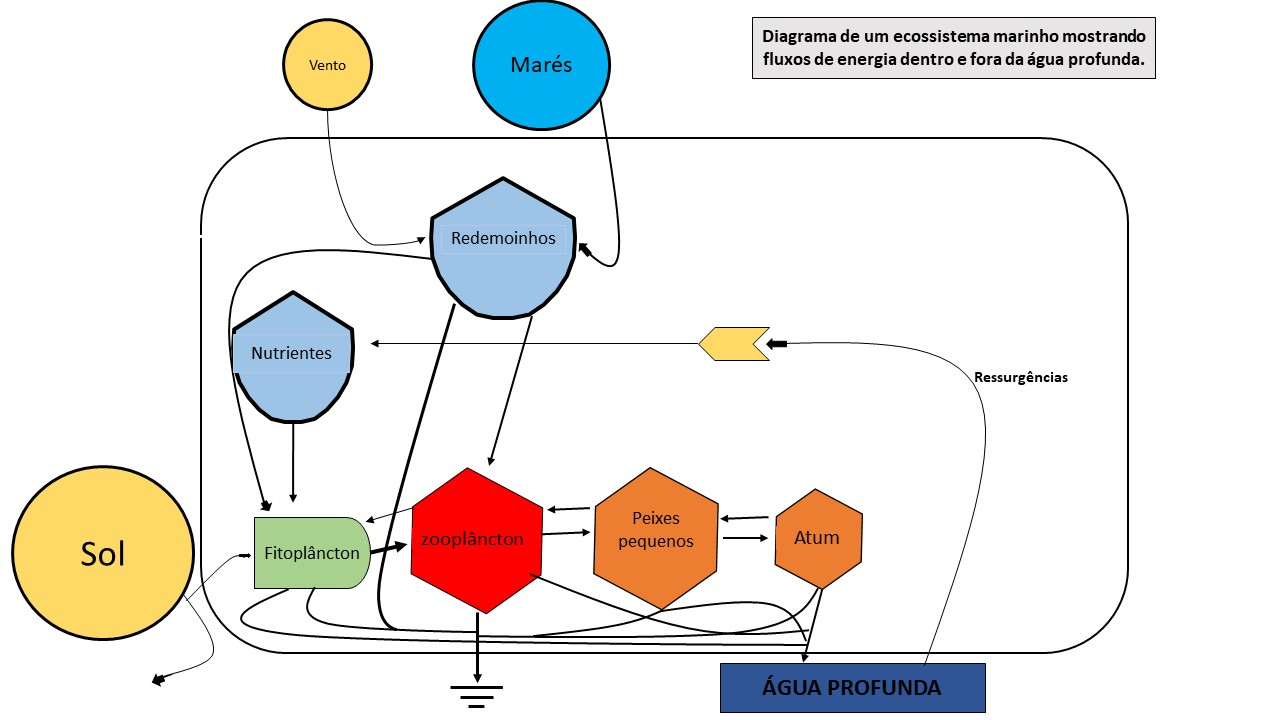 Vento
Marés
Diagrama de um ecossistema marinho mostrando
fluxos de energia dentro e fora da água profunda.
Redemoinhos
Nutrientes
Ressurgências
Sol
Fitoplâncton
zooplâncton
Peixes
pequenos
Atum
ÁGUA PROFUNDA